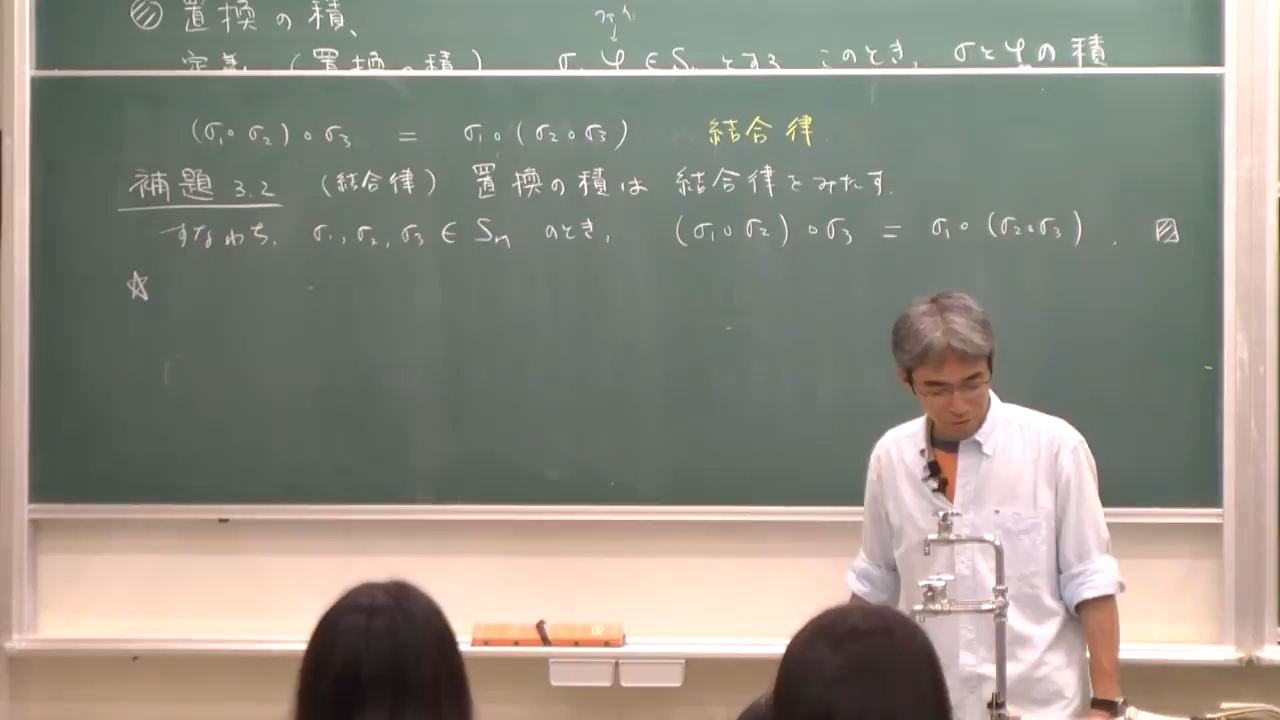 置換の積、
ファイ
↓
定義 (置換の積) σ, φ ∈ Sₙ とする このとき, σとφの積
(σ₁∘σ₂)∘σ₃ = σ₁∘(σ₂∘σ₃) 結合律
補題 3.2 (結合律) 置換の積は 結合律をみたす.
すなわち, σ₁, σ₂, σ₃ ∈ Sₙ のとき, (σ₁∘σ₂)∘σ₃ = σ₁∘(σ₂∘σ₃).
☆